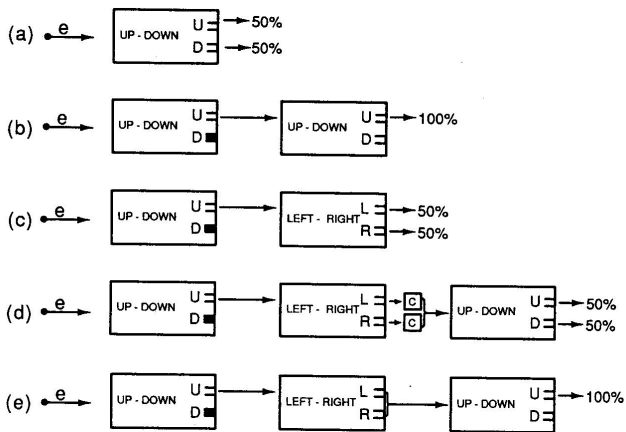 (a) e UP - DOWN U 50%
D 50%
(b) e UP - DOWN U D UP - DOWN U D 100%
(c) e UP - DOWN U D LEFT - RIGHT L R 50%
50%
(d) e UP - DOWN U D LEFT - RIGHT L R C C UP - DOWN U D 50%
50%
(e) e UP - DOWN U D LEFT - RIGHT L R UP - DOWN U D 100%